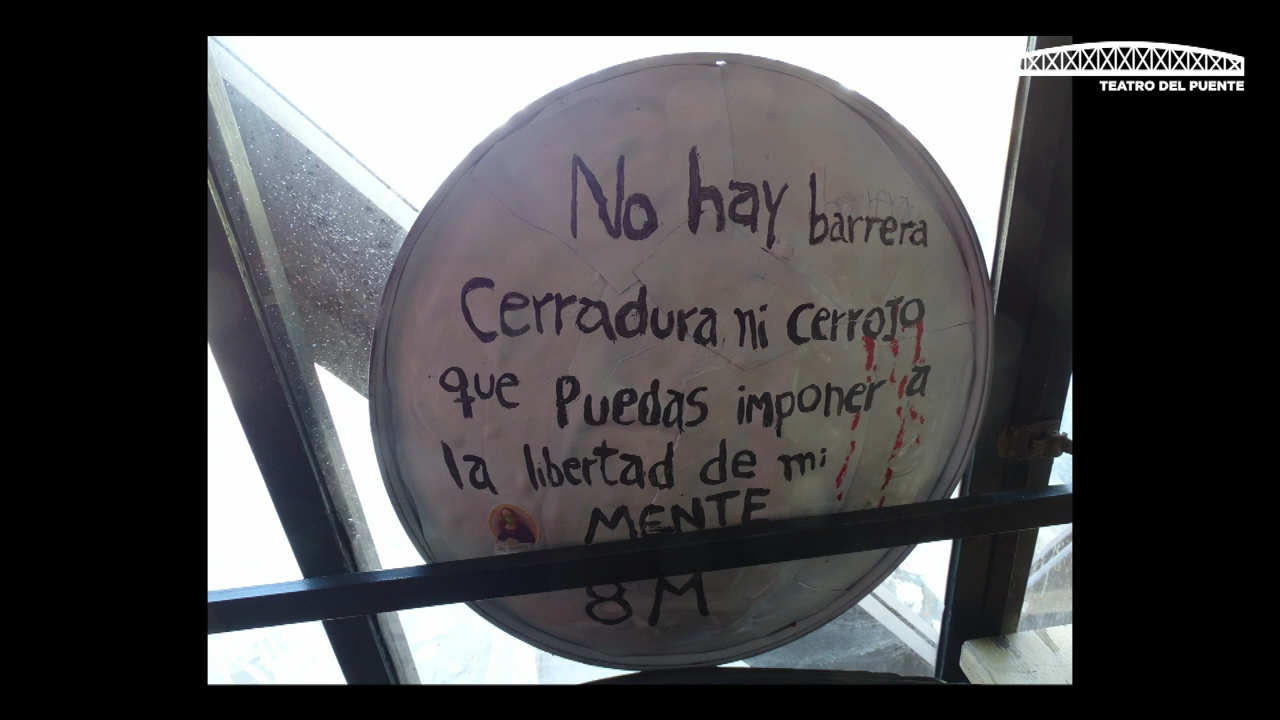 TEATRO DEL PUENTE
No hay barrera
Cerradura ni cerrojo
que Puedas imponer a
la libertad de mi
MENTE
8M